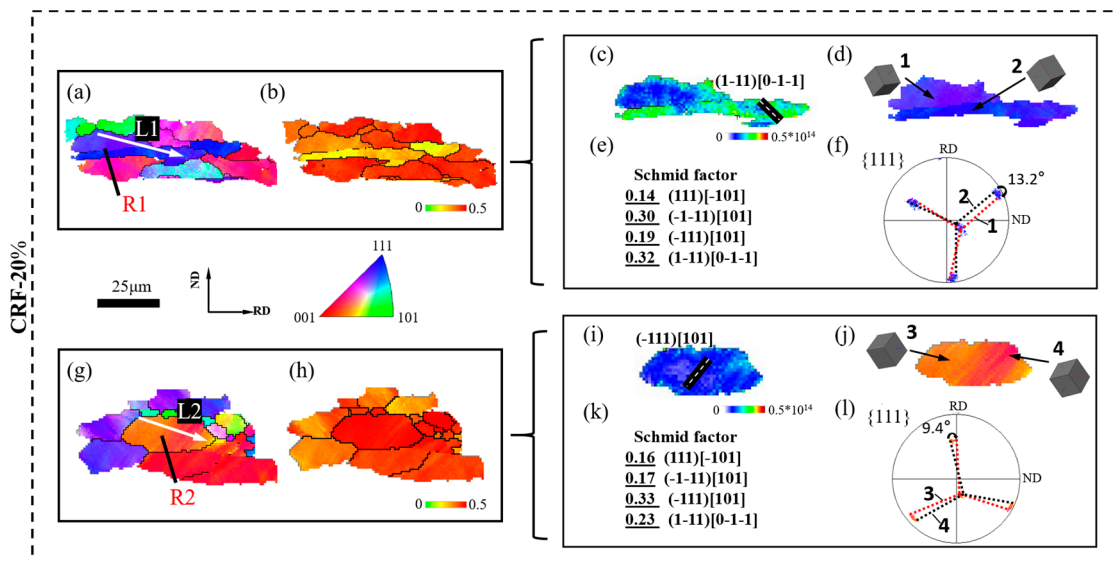 CRF-20%
(a)
L1
R1
(b)
0 0.5
25μm
ND
RD
111
001
101
(c)
(1-11)[0-1-1]
0 0.5*10^14
(d)
1
2
(e)
Schmid factor
0.14 (111)[-101]
0.30 (-1-11)[101]
0.19 (-111)[101]
0.32 (1-11)[0-1-1]
(f)
{111}
RD
13.2°
2
ND
1
(g)
L2
R2
(h)
0 0.5
(i)
(-111)[101]
0 0.5*10^14
(j)
3
4
(k)
Schmid factor
0.16 (111)[-101]
0.17 (-1-11)[101]
0.33 (-111)[101]
0.23 (1-11)[0-1-1]
(l)
{111}
RD
9.4°
ND
3
4